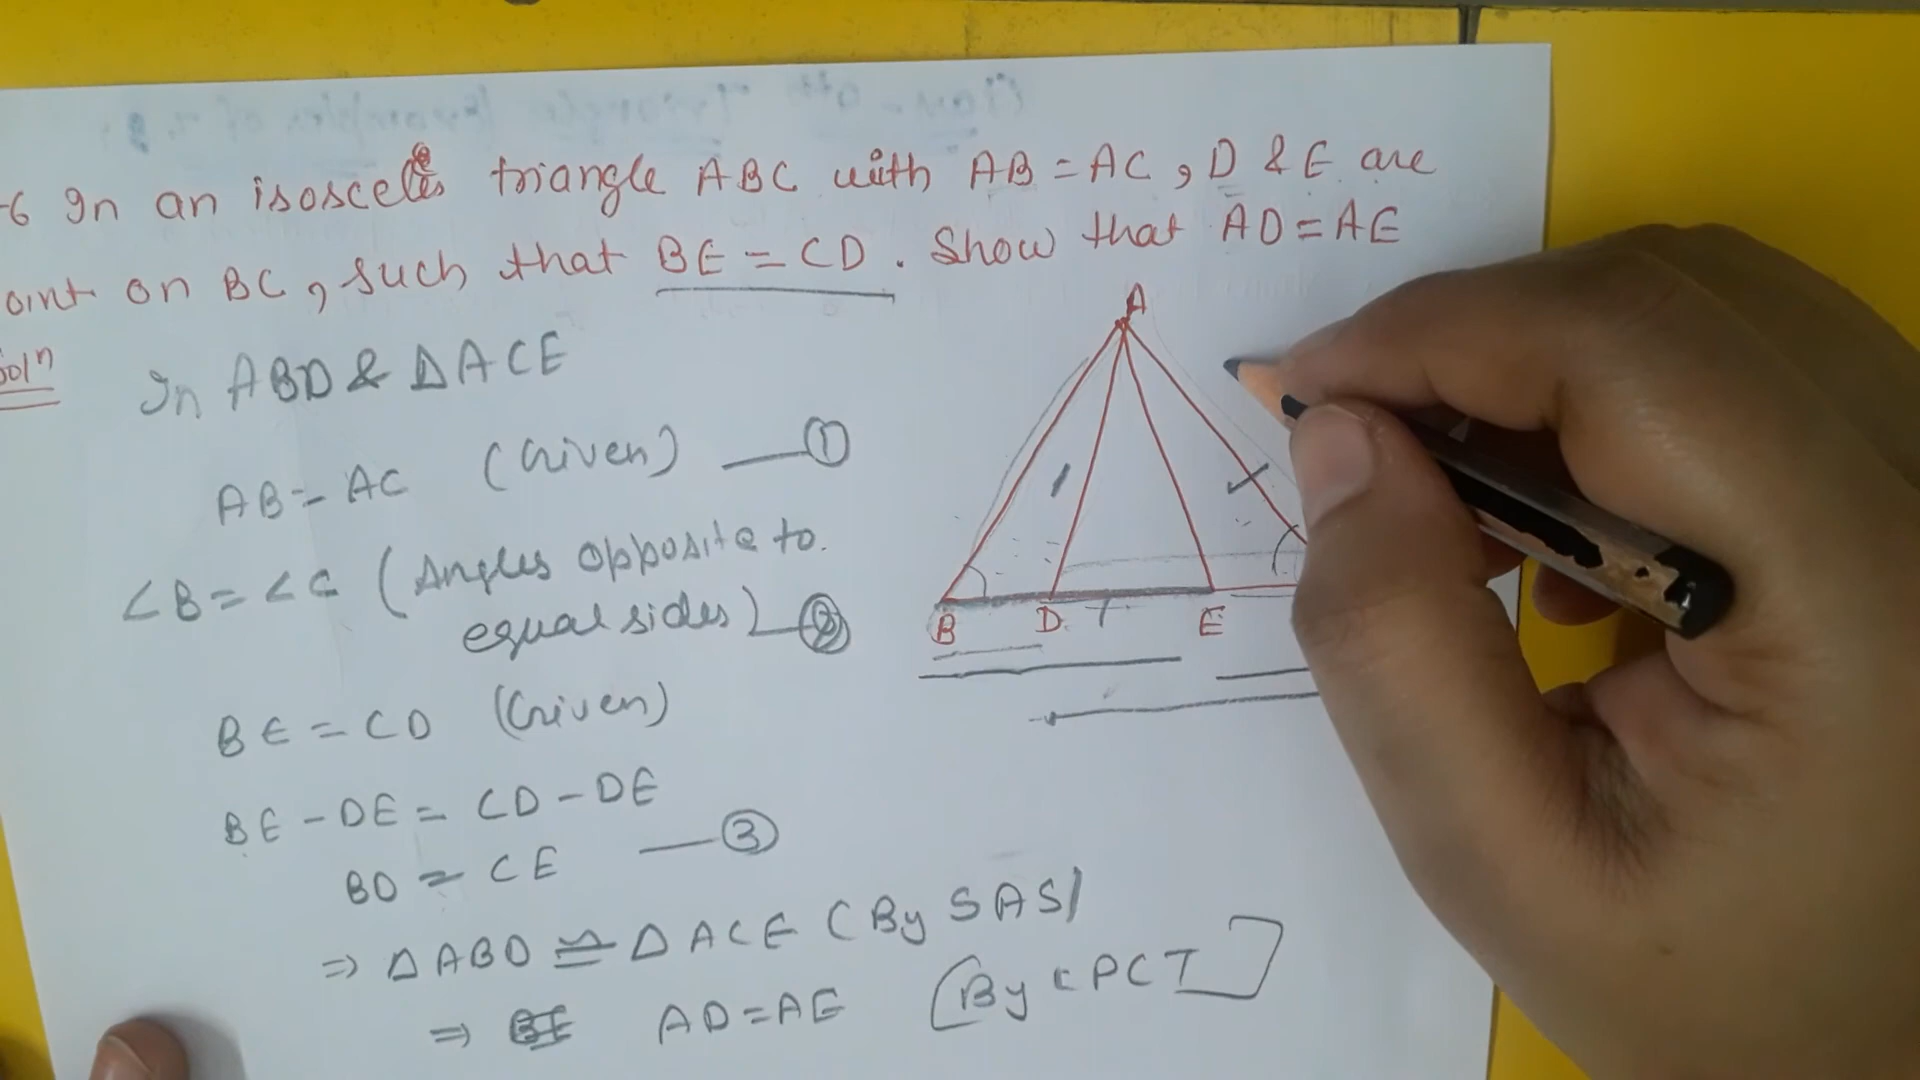 -6 In an isosceles triangle ABC with AB = AC, D & E are
oint on BC, such that BE = CD. Show that AD = AE
Solⁿ
In ABD & ΔACE
AB = AC (Given) —①
∠B = ∠C (Angles opposite to
equal sides) —②
BE = CD (Given)
BE - DE = CD - DE
BD = CE —③
⇒ ΔABD ≅ ΔACE (By SAS)
⇒ AD = AE [By CPCT]
A
B D E